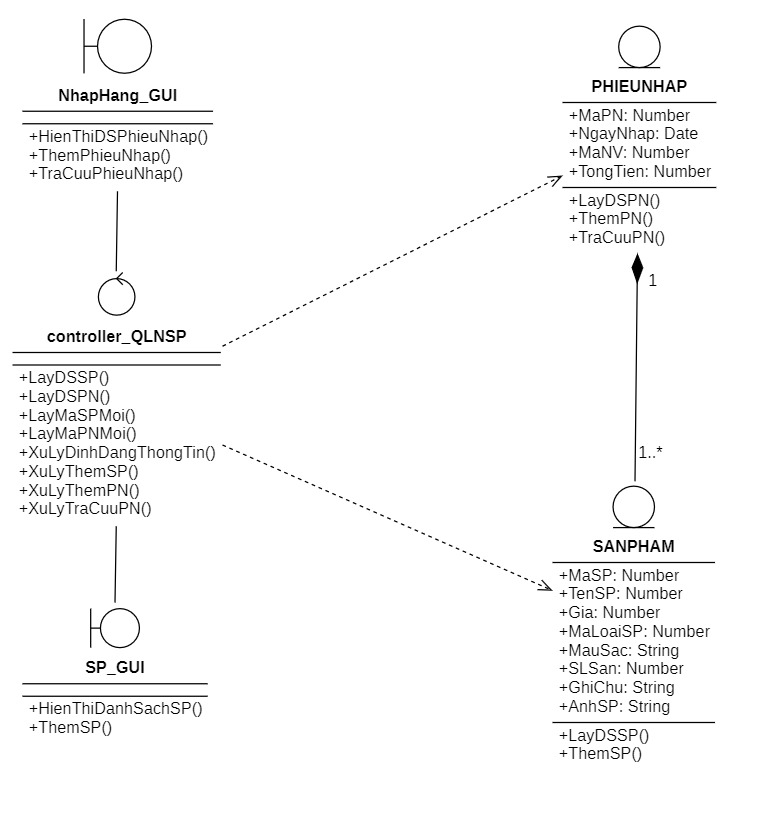 NhapHang_GUI
+HienThiDSPhieuNhap()
+ThemPhieuNhap()
+TraCuuPhieuNhap()
controller_QLNSP
+LayDSSP()
+LayDSPN()
+LayMaSPMoi()
+LayMaPNMoi()
+XuLyDinhDangThongTin()
+XuLyThemSP()
+XuLyThemPN()
+XuLyTraCuuPN()
SP_GUI
+HienThiDanhSachSP()
+ThemSP()
PHIEUNHAP
+MaPN: Number
+NgayNhap: Date
+MaNV: Number
+TongTien: Number
+LayDSPN()
+ThemPN()
+TraCuuPN()
1
1..*
SANPHAM
+MaSP: Number
+TenSP: Number
+Gia: Number
+MaLoaiSP: Number
+MauSac: String
+SLSan: Number
+GhiChu: String
+AnhSP: String
+LayDSSP()
+ThemSP()